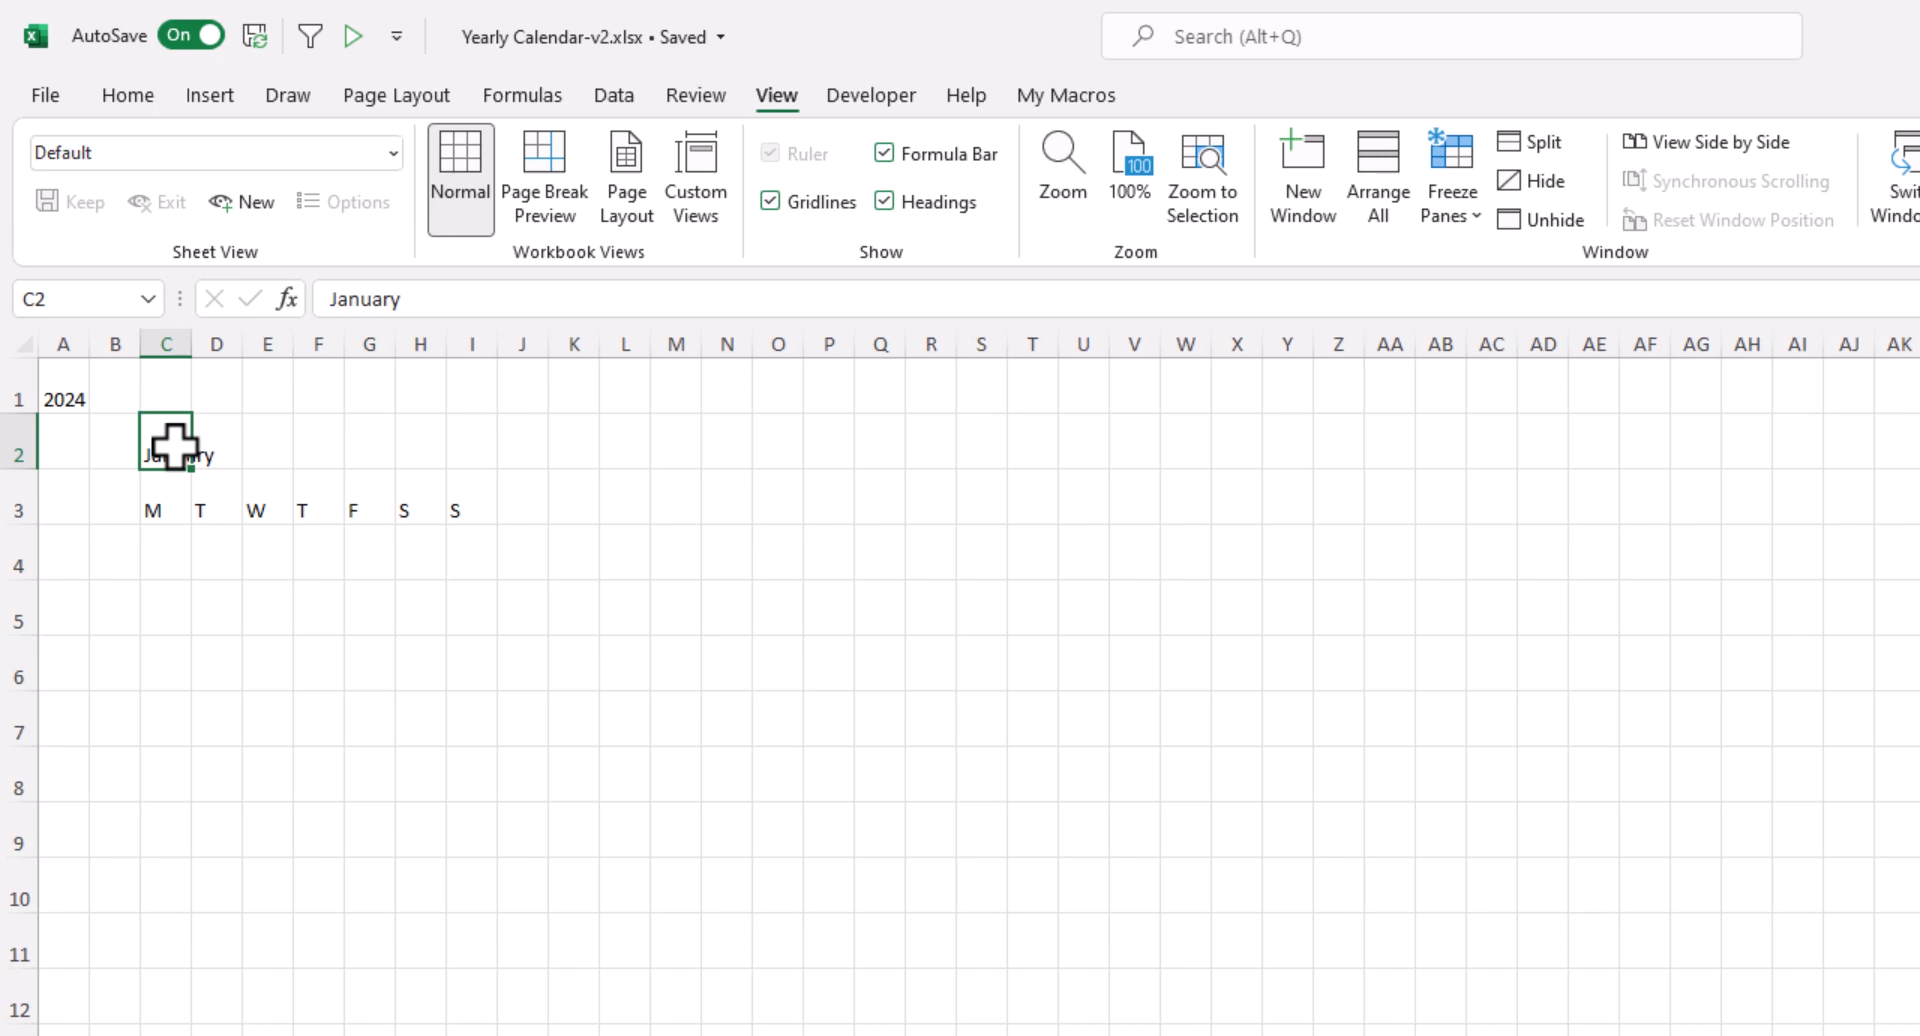 AutoSave On Yearly Calendar-v2.xlsx • Saved Search (Alt+Q)
File Home Insert Draw Page Layout Formulas Data Review View Developer Help My Macros
Default
Keep Exit New Options
Sheet View
Normal
Page Break Preview
Page Layout
Custom Views
Workbook Views
Ruler Formula Bar
Gridlines Headings
Show
Zoom
100
100%
Zoom to Selection
Zoom
New Window
Arrange All
Freeze Panes
Split
Hide
Unhide
View Side by Side
Synchronous Scrolling
Reset Window Position
Window
C2 fx January
A B C D E F G H I J K L M N O P Q R S T U V W X Y Z AA AB AC AD AE AF AG AH AI AJ AK
1 2024
2
3 M T W T F S S
4
5
6
7
8
9
10
11
12